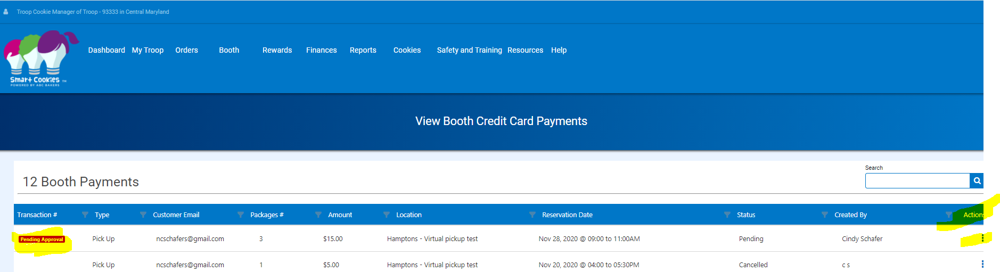 Troop Cookie Manager of Troop - 93333 in Central Maryland
Dashboard My Troop Orders Booth Rewards Finances Reports Cookies Safety and Training Resources Help
Smart Cookies TM
POWERED BY ABC BAKERS
View Booth Credit Card Payments
Search
12 Booth Payments
Transaction # Type Customer Email Packages # Amount Location Reservation Date Status Created By Actions
Pending Approval Pick Up ncschafers@gmail.com 3 $15.00 Hamptons - Virtual pickup test Nov 28, 2020 @ 09:00 to 11:00AM Pending Cindy Schafer
Pick Up ncschafers@gmail.com 1 $5.00 Hamptons - Virtual pickup test Nov 20, 2020 @ 04:00 to 05:30PM Cancelled c s